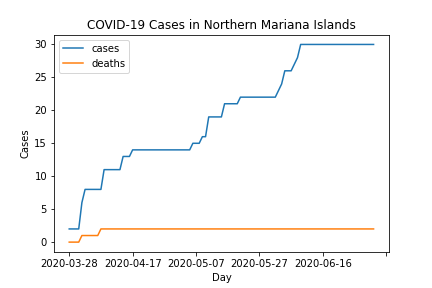 COVID-19 Cases in Northern Mariana Islands
30
25
20
15
10
5
0
Cases
cases
deaths
2020-03-28 2020-04-17 2020-05-07 2020-05-27 2020-06-16
Day